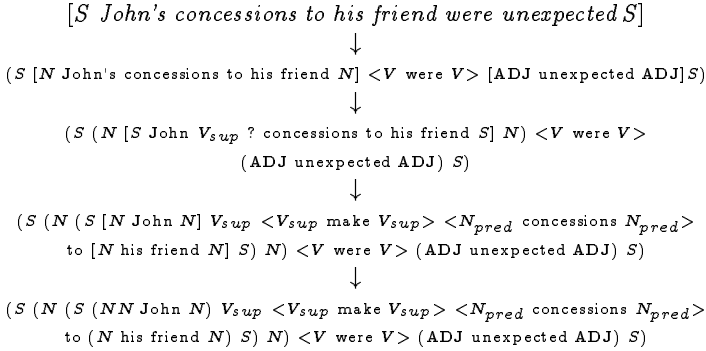 [S John's concessions to his friend were unexpected S]
↓
(S [N John's concessions to his friend N] <V were V> [ADJ unexpected ADJ]S)
↓
(S (N [S John V_sup ? concessions to his friend S] N) <V were V>
(ADJ unexpected ADJ) S)
↓
(S (N (S [N John N] V_sup <V_sup make V_sup> <N_pred concessions N_pred>
to [N his friend N] S) N) <V were V> (ADJ unexpected ADJ) S)
↓
(S (N (S (NN John N) V_sup <V_sup make V_sup> <N_pred concessions N_pred>
to (N his friend N) S) N) <V were V> (ADJ unexpected ADJ) S)